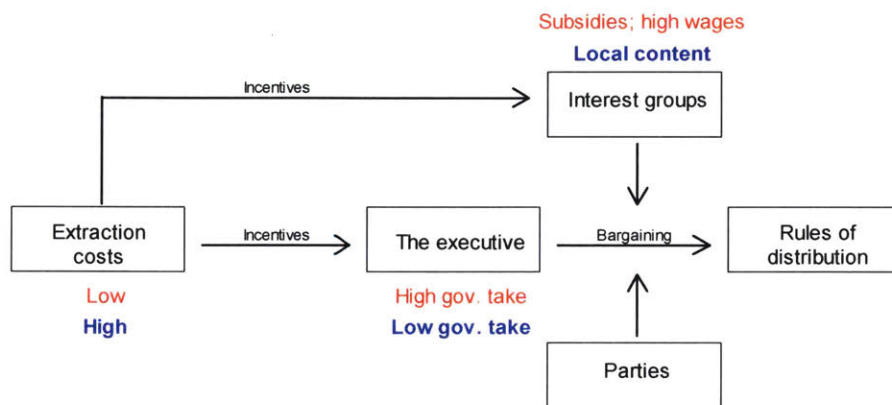 Subsidies; high wages
Local content
Incentives
Interest groups
Extraction
costs
Incentives
The executive
Bargaining
Rules of
distribution
Low
High
High gov. take
Low gov. take
Parties